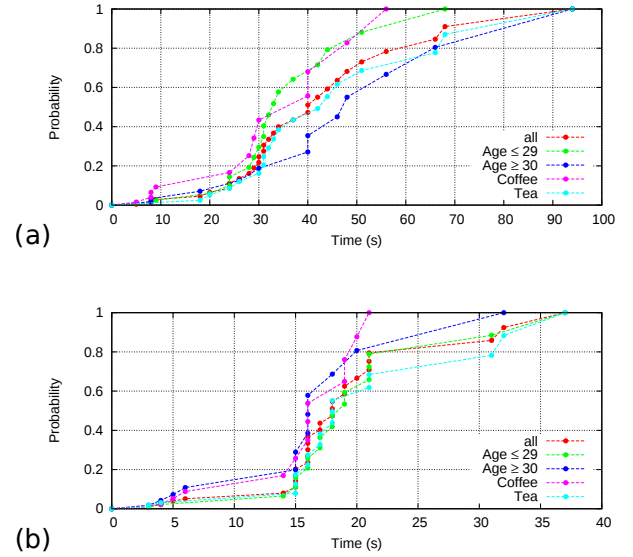 1
0.8
0.6
0.4
0.2
0
Probability
all
Age ≤ 29
Age ≥ 30
Coffee
Tea
0 10 20 30 40 50 60 70 80 90 100
Time (s)
(a)
1
0.8
0.6
0.4
0.2
0
Probability
all
Age ≤ 29
Age ≥ 30
Coffee
Tea
0 5 10 15 20 25 30 35 40
Time (s)
(b)